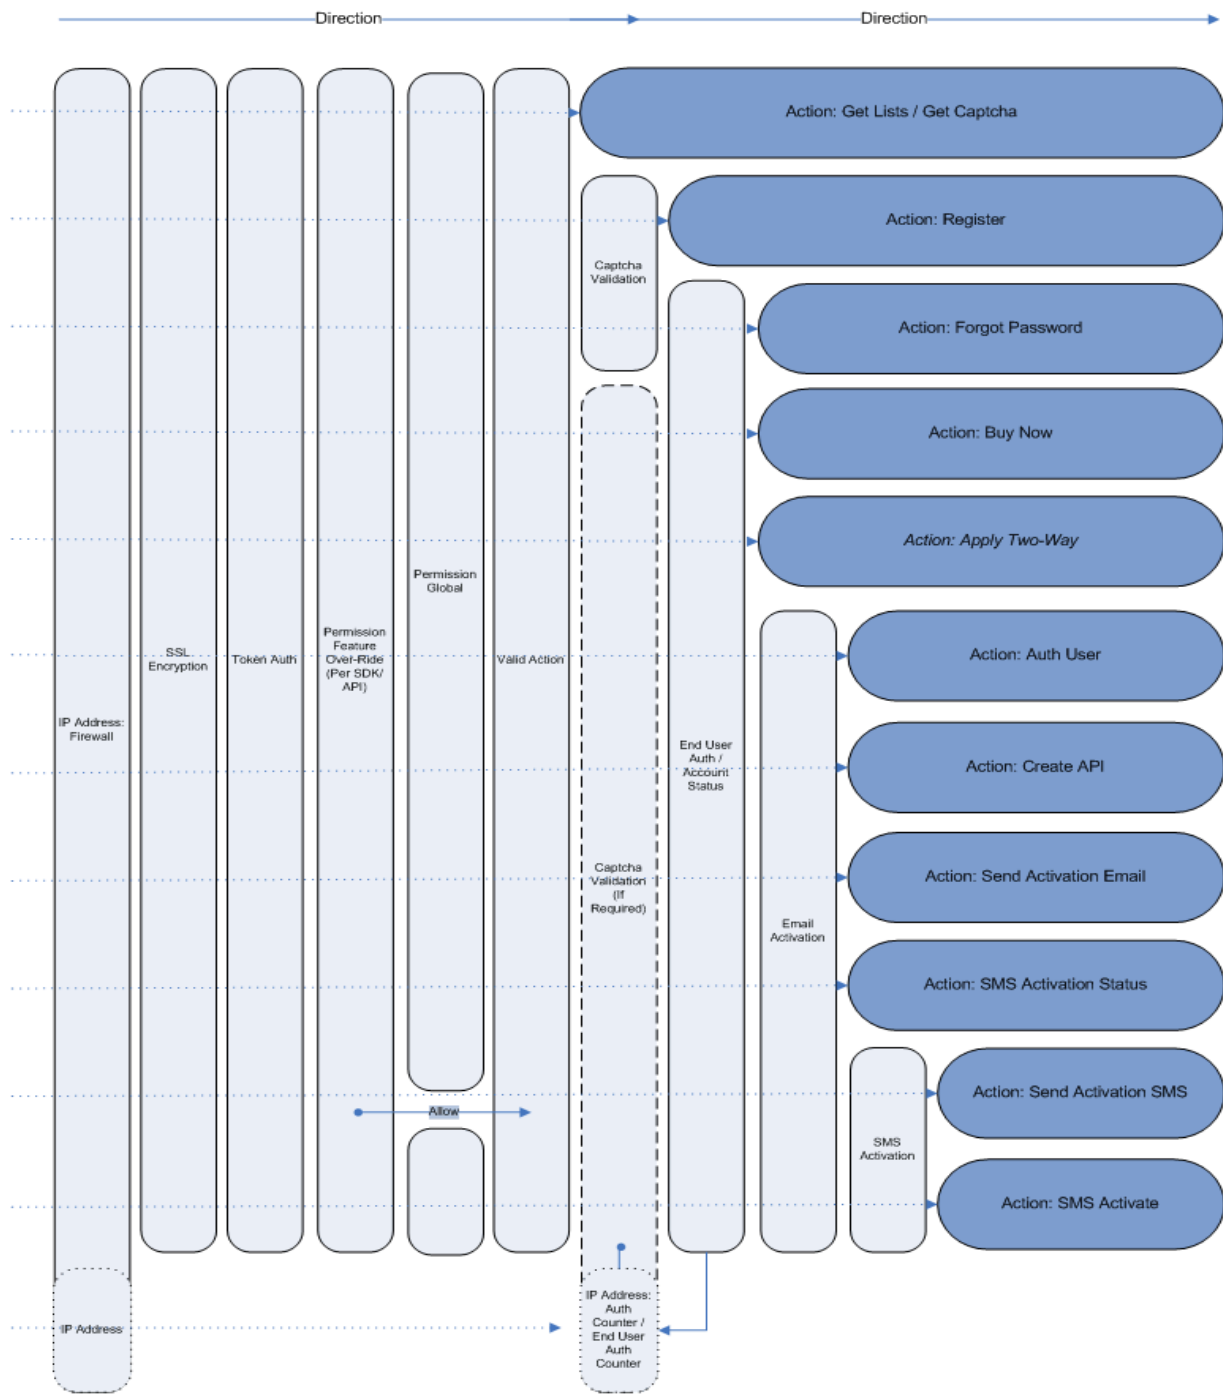 Direction
Direction
Action: Get Lists / Get Captcha
Action: Register
Captcha
Validation
Action: Forgot Password
Action: Buy Now
Action: Apply Two-Way
Permission
Global
SSL
Encryption
Token Auth
Permission
Feature
Over-Ride
(Per SDK/
API)
Valid Action
Action: Auth User
IP Address:
Firewall
End User
Auth /
Account
Status
Action: Create API
Captcha
Validation
(If
Required)
Action: Send Activation Email
Email
Activation
Action: SMS Activation Status
Allow
Action: Send Activation SMS
SMS
Activation
Action: SMS Activate
IP Address
IP Address:
Auth
Counter /
End User
Auth
Counter